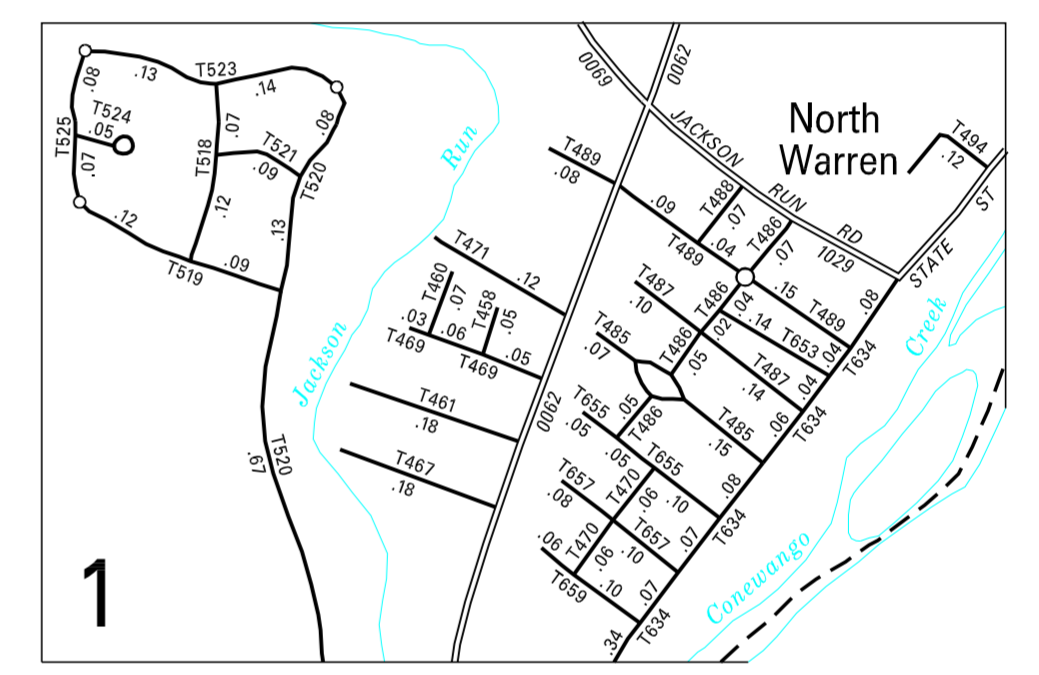 .08
.13
T523
.14
T524
.05
T525
.07
T518
.07
T521
.09
.08
T520
.12
.12
.13
T519
.09
T520
.67
1
Jackson
Run
0069
0062
JACKSON
RUN
RD
1029
North
Warren
T494
.12
STATE
ST
T489
.08
.09
T488
.07
.04
T489
T486
.07
.15
T489
.08
T471
.12
T460
.07
T458
.05
.03
.06
T469
T469
.05
T461
.18
T467
.18
0062
T487
.10
T486
.04
.14
T653
.04
T634
.02
T485
.07
T486
.05
T487
.14
.04
T634
T655
.05
.05
T486
T485
.15
.06
.05
T655
T470
.06
.10
.08
T634
T657
.08
T657
.10
.07
T470
.06
.06
T659
.10
.07
T634
.34
Conewango
Creek